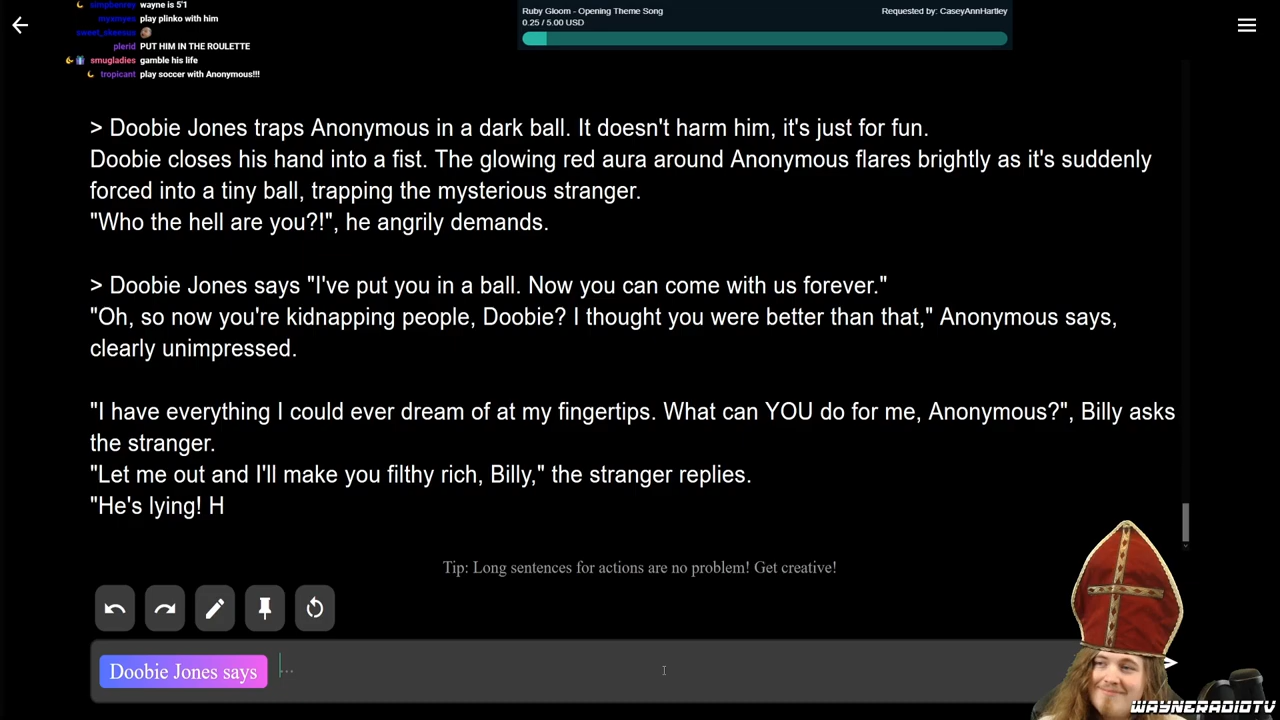 simpbenrey wayne is 5'1
myamyes play plinko with him
sweet_skeesus
plerid PUT HIM IN THE ROULETTE
smugladies gamble his life
tropicant play soccer with Anonymous!!!
Ruby Gloom - Opening Theme Song
Requested by: CaseyAnnHartley
0.25 / 5.00 USD
> Doobie Jones traps Anonymous in a dark ball. It doesn't harm him, it's just for fun.
Doobie closes his hand into a fist. The glowing red aura around Anonymous flares brightly as it's suddenly
forced into a tiny ball, trapping the mysterious stranger.
"Who the hell are you?!", he angrily demands.
> Doobie Jones says "I've put you in a ball. Now you can come with us forever."
"Oh, so now you're kidnapping people, Doobie? I thought you were better than that," Anonymous says,
clearly unimpressed.
"I have everything I could ever dream of at my fingertips. What can YOU do for me, Anonymous?", Billy asks
the stranger.
"Let me out and I'll make you filthy rich, Billy," the stranger replies.
"He's lying! H
Tip: Long sentences for actions are no problem! Get creative!
Doobie Jones says ...
WAYNERADIOTV